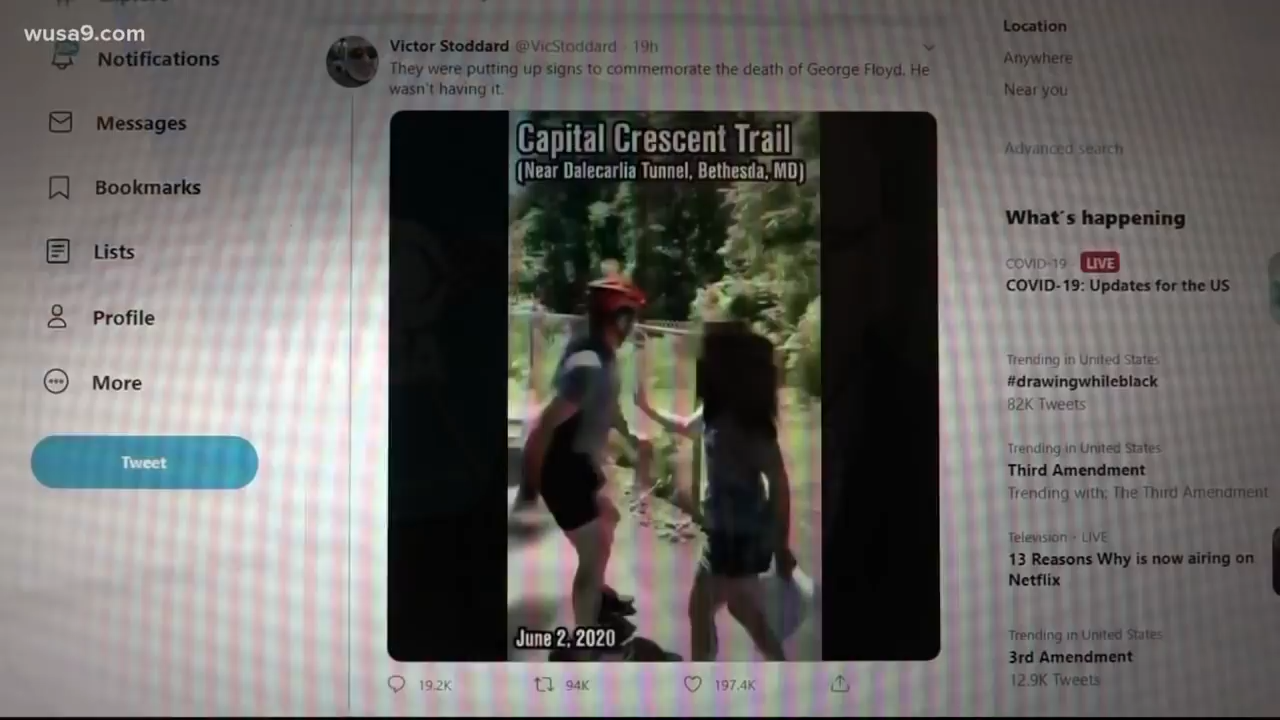 wusa9.com
Notifications
Messages
Bookmarks
Lists
Profile
More
Tweet
Victor Stoddard @VicStoddard · 19h
They were putting up signs to commemorate the death of George Floyd. He
wasn't having it.
Capital Crescent Trail
(Near Dalecarlia Tunnel, Bethesda, MD)
June 2, 2020
19.2K
94K
197.4K
Location
Anywhere
Near you
Advanced search
What's happening
COVID-19 · LIVE
COVID-19: Updates for the US
Trending in United States
#drawingwhileblack
82K Tweets
Trending in United States
Third Amendment
Trending with: The Third Amendment
Television · LIVE
13 Reasons Why is now airing on
Netflix
Trending in United States
3rd Amendment
12.9K Tweets